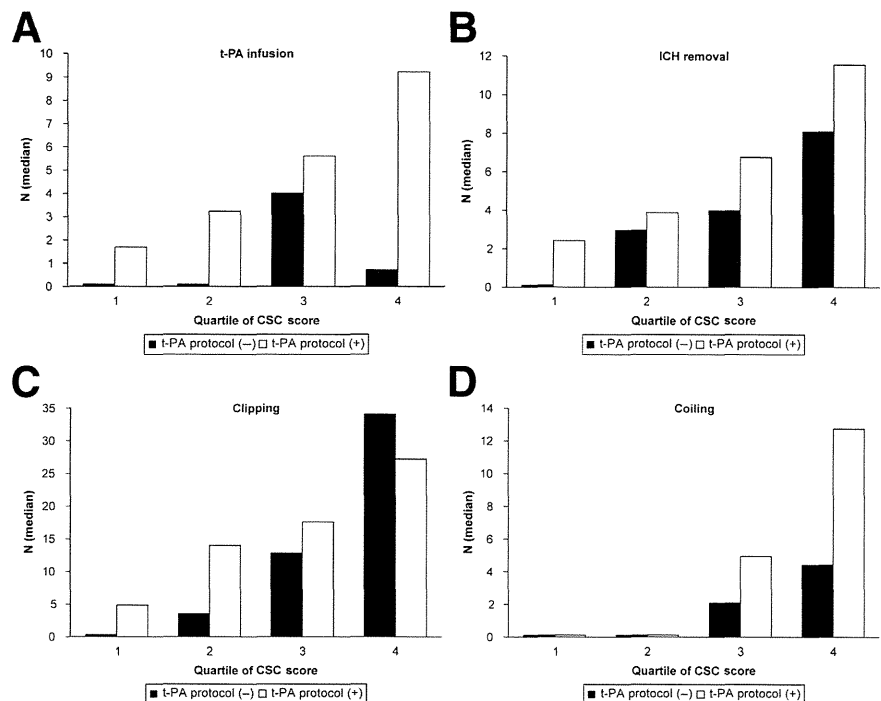 A
t-PA infusion
10
9
8
7
6
5
4
3
2
1
0
N (median)
1 2 3 4
Quartile of CSC score
■ t-PA protocol (−) □ t-PA protocol (+)
B
ICH removal
12
10
8
6
4
2
0
N (median)
1 2 3 4
Quartile of CSC score
■ t-PA protocol (−) □ t-PA protocol (+)
C
Clipping
35
30
25
20
15
10
5
0
N (median)
1 2 3 4
Quartile of CSC score
■ t-PA protocol (−) □ t-PA protocol (+)
D
Coiling
14
12
10
8
6
4
2
0
N (median)
1 2 3 4
Quartile of CSC score
■ t-PA protocol (−) □ t-PA protocol (+)